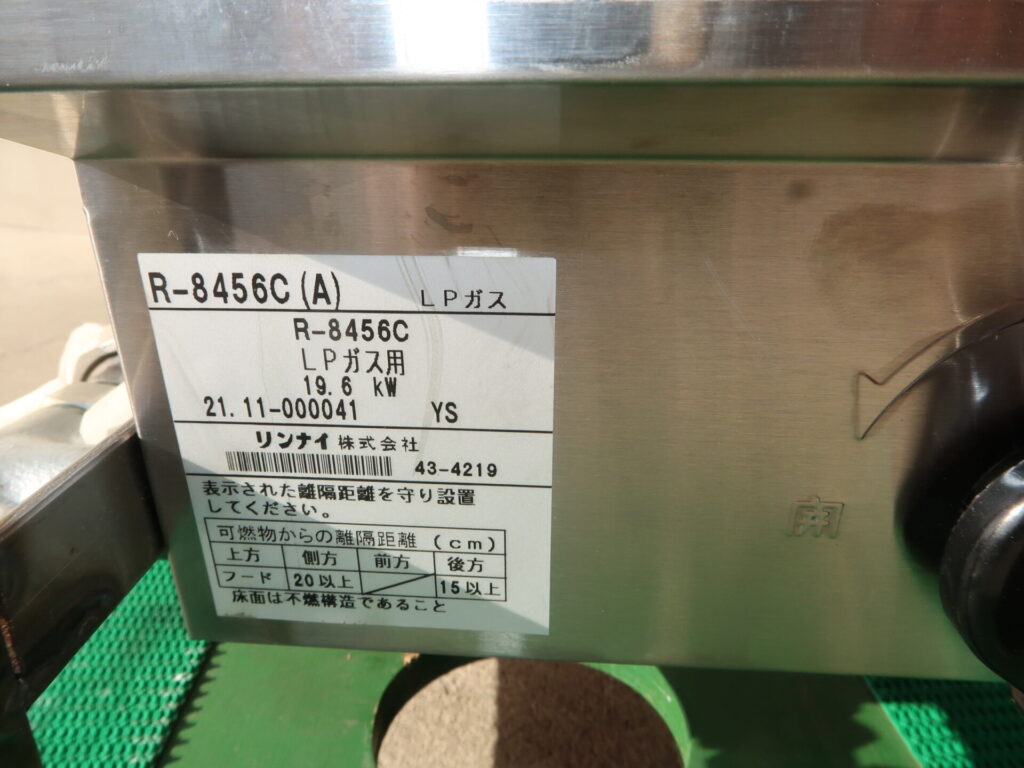 R-8456C(A) LPガス
R-8456C
LPガス用
19.6 kW
21.11-000041 YS
リンナイ株式会社
43-4219
表示された離隔距離を守り設置
してください。
可燃物からの離隔距離 (cm)
上方 側方 前方 後方
フード 20以上 15以上
床面は不燃構造であること
開